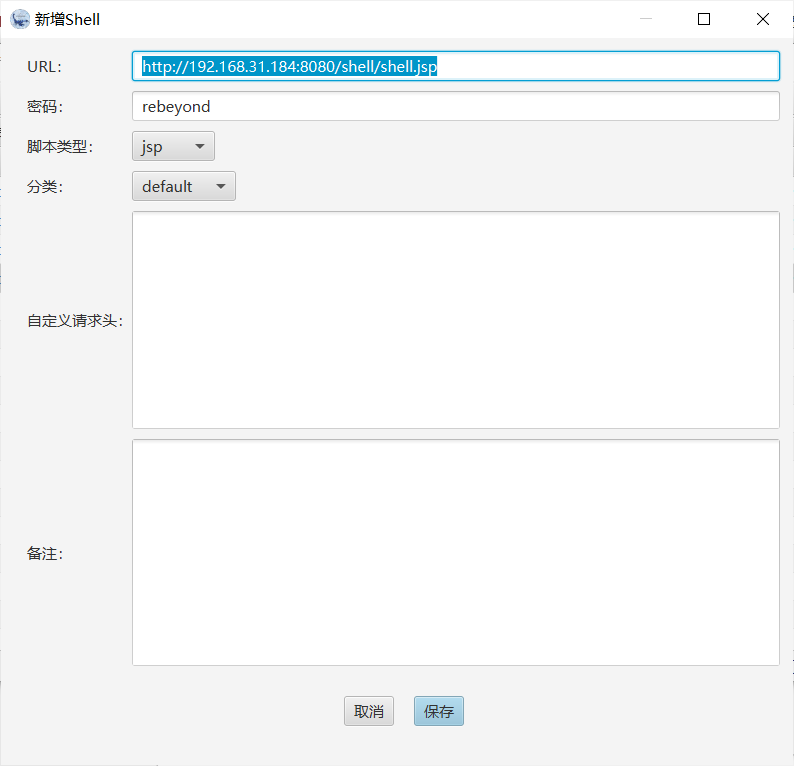 新增Shell
URL:
http://192.168.31.184:8080/shell/shell.jsp
密码:
rebeyond
脚本类型:
jsp
分类:
default
自定义请求头:
备注:
取消
保存